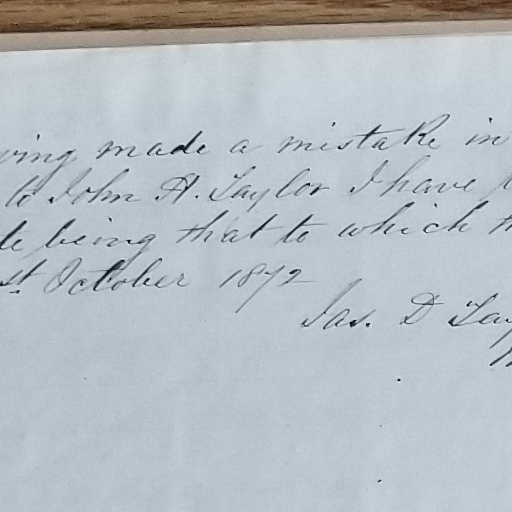 ving made a mistake in
to John A. Taylor I have
le being that to which th
st. October 1872
Jas. D Tay